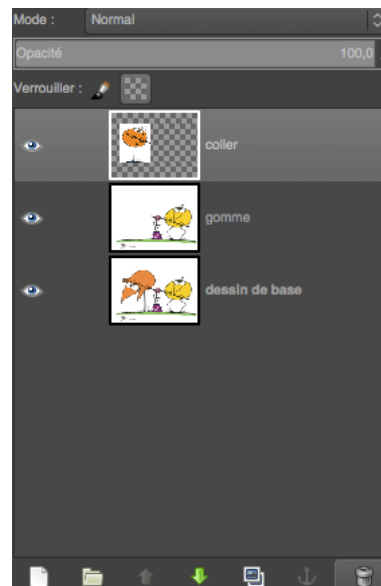 Mode : Normal
Opacité 100,0
Verrouiller :
coller
gomme
dessin de base